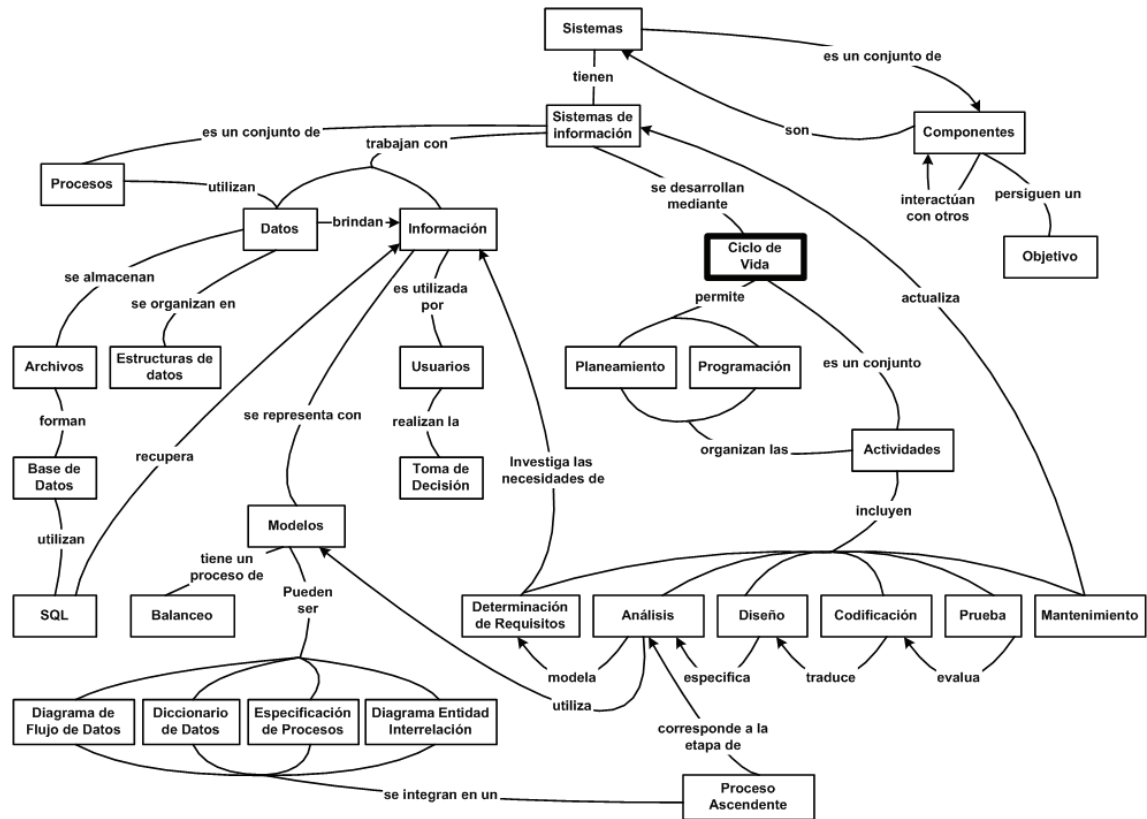 Sistemas
es un conjunto de
tienen
Sistemas de
información
es un conjunto de
trabajan con
son
Componentes
Procesos
utilizan
se desarrollan
mediante
interactúan
con otros
persiguen un
Datos
brindan
Información
Ciclo de
Vida
Objetivo
se almacenan
es utilizada
por
permite
actualiza
se organizan en
Archivos
Estructuras de
datos
Usuarios
Planeamiento
Programación
es un conjunto
forman
se representa con
realizan la
organizan las
Actividades
recupera
Base de
Datos
Toma de
Decisión
Investiga las
necesidades de
Modelos
incluyen
utilizan
tiene un
proceso de
Pueden
ser
SQL
Balanceo
Determinación
de Requisitos
Análisis
Diseño
Codificación
Prueba
Mantenimiento
modela
especifica
traduce
evalua
utiliza
Diagrama de
Flujo de Datos
Diccionario
de Datos
Especificación
de Procesos
Diagrama Entidad
Interrelación
corresponde a la
etapa de
se integran en un
Proceso
Ascendente